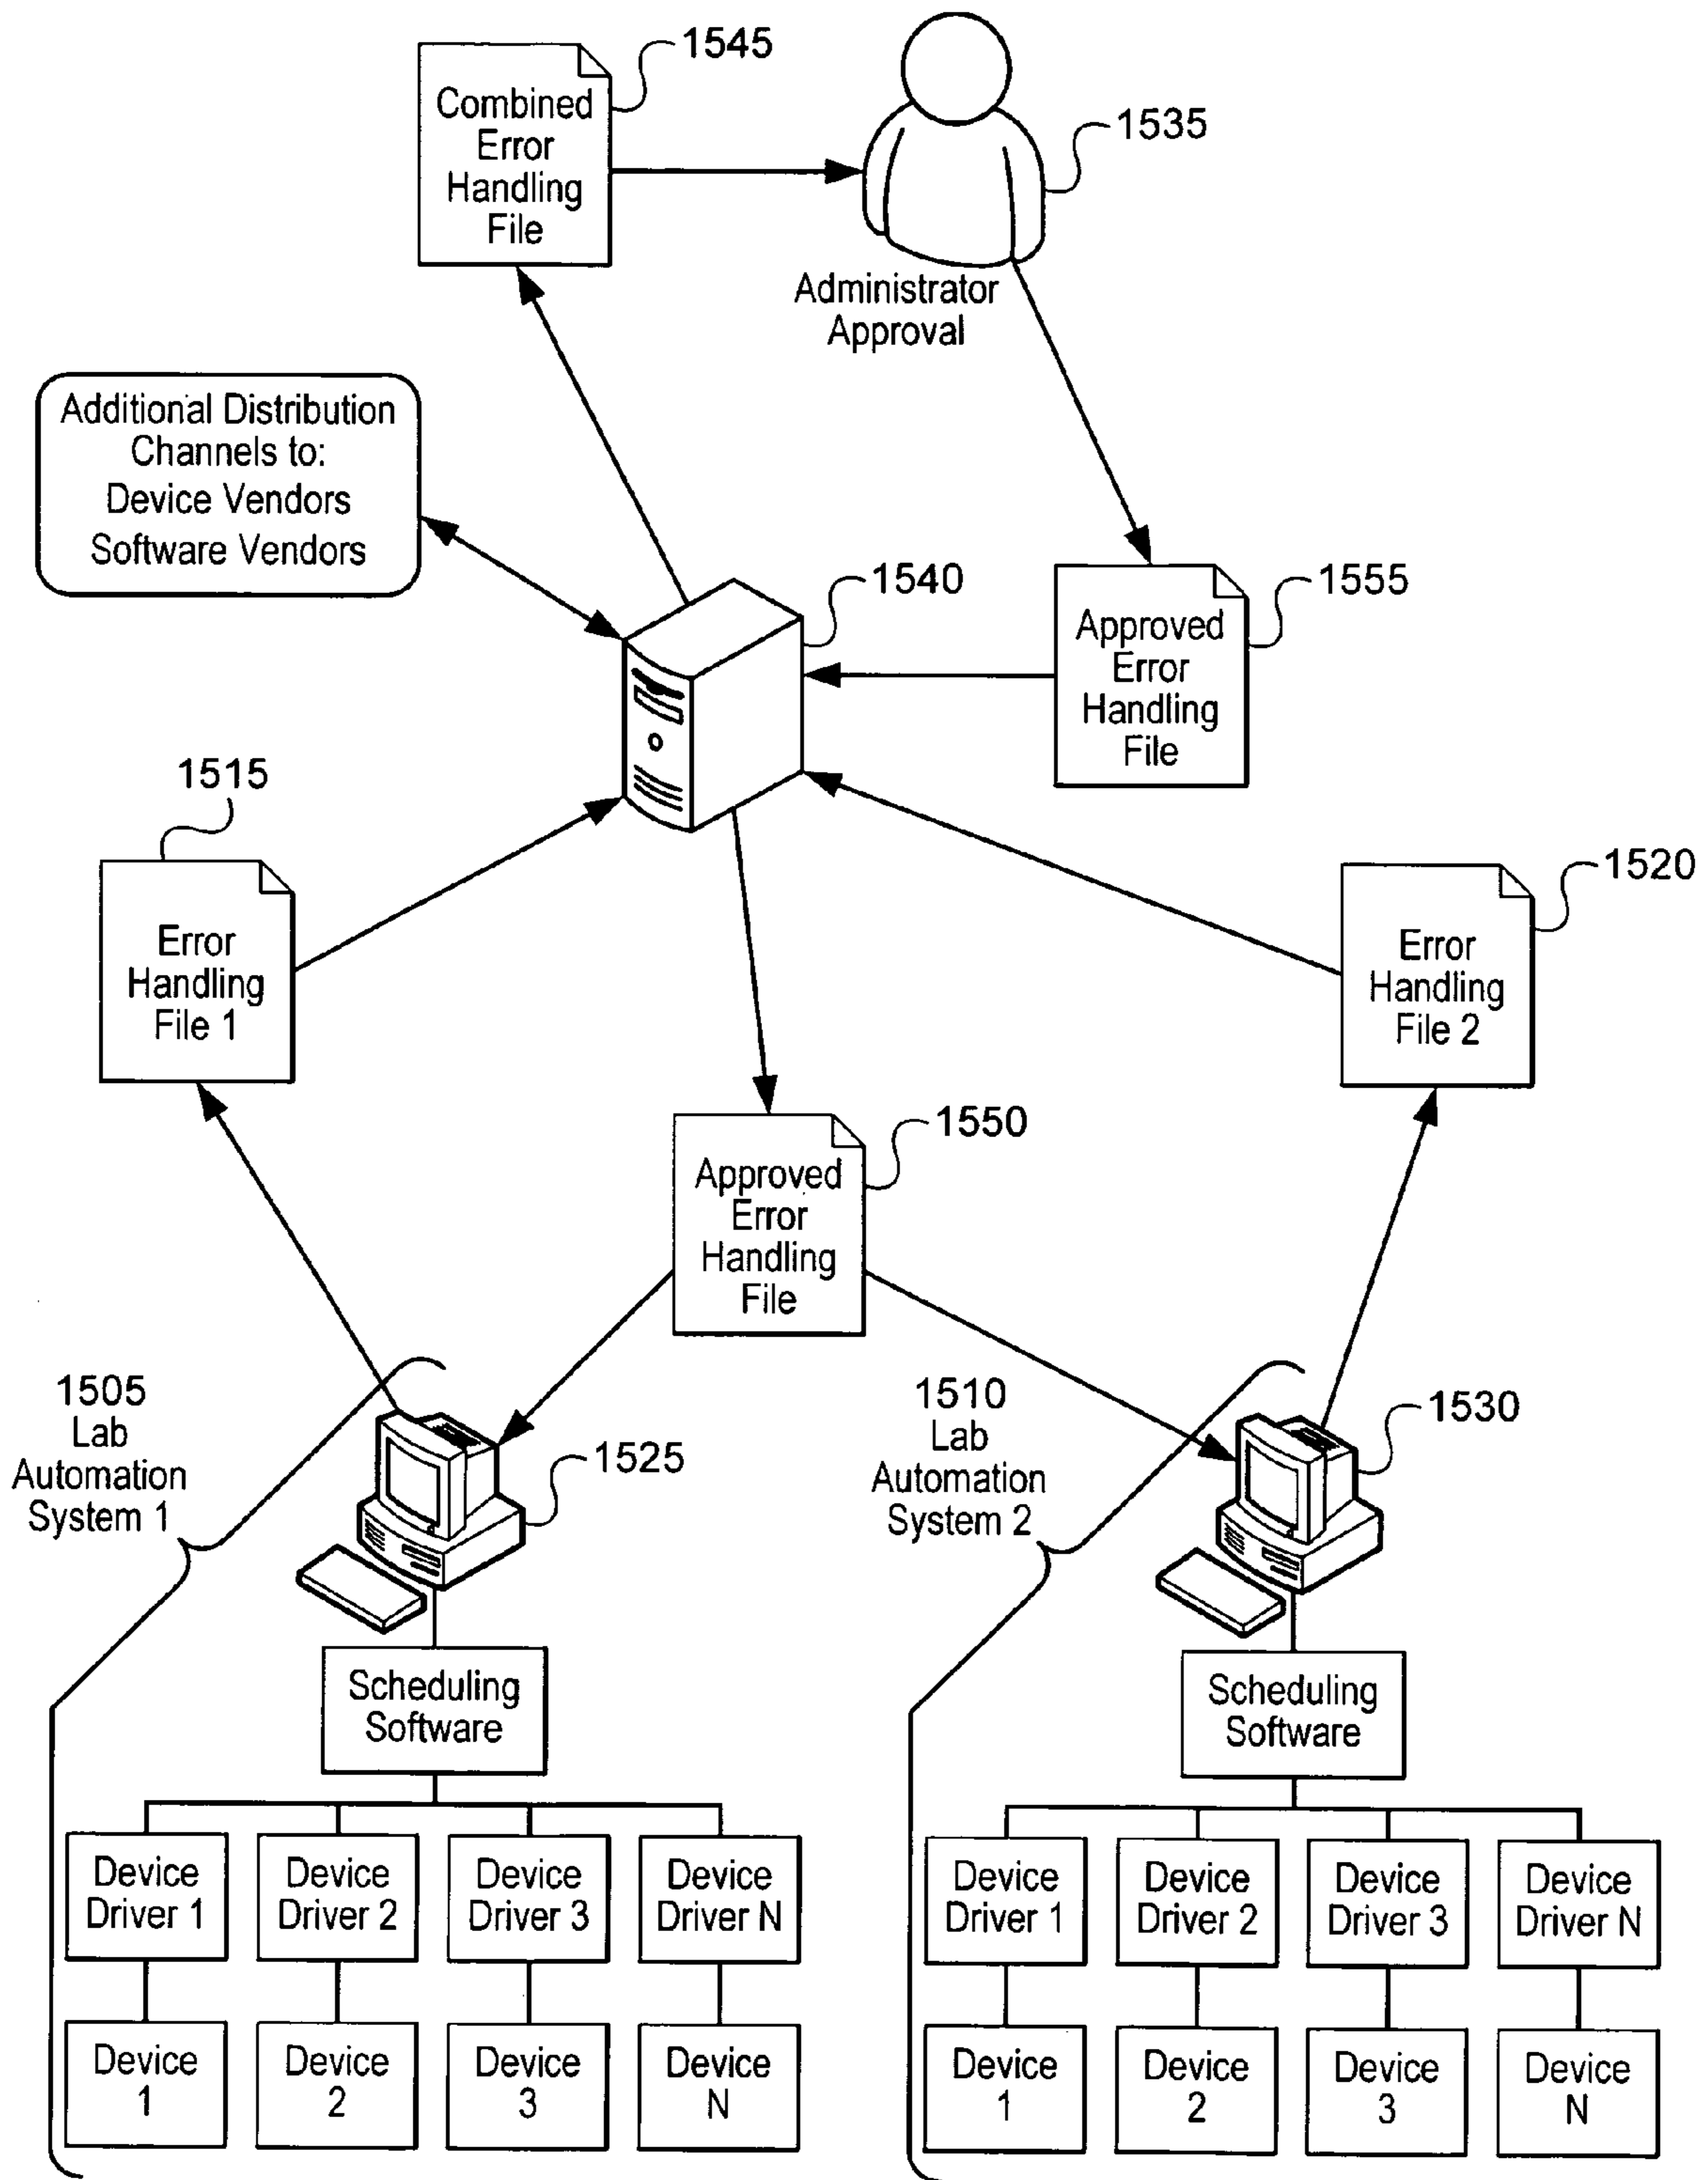 1545
Combined
Error
Handling
File
1535
Administrator
Approval
Additional Distribution
Channels to:
Device Vendors
Software Vendors
1540
1555
Approved
Error
Handling
File
1515
Error
Handling
File 1
1520
Error
Handling
File 2
1550
Approved
Error
Handling
File
1505
Lab
Automation
System 1
1525
1510
Lab
Automation
System 2
1530
Scheduling
Software
Scheduling
Software
Device
Driver 1
Device
Driver 2
Device
Driver 3
Device
Driver N
Device
Driver 1
Device
Driver 2
Device
Driver 3
Device
Driver N
Device
1
Device
2
Device
3
Device
N
Device
1
Device
2
Device
3
Device
N